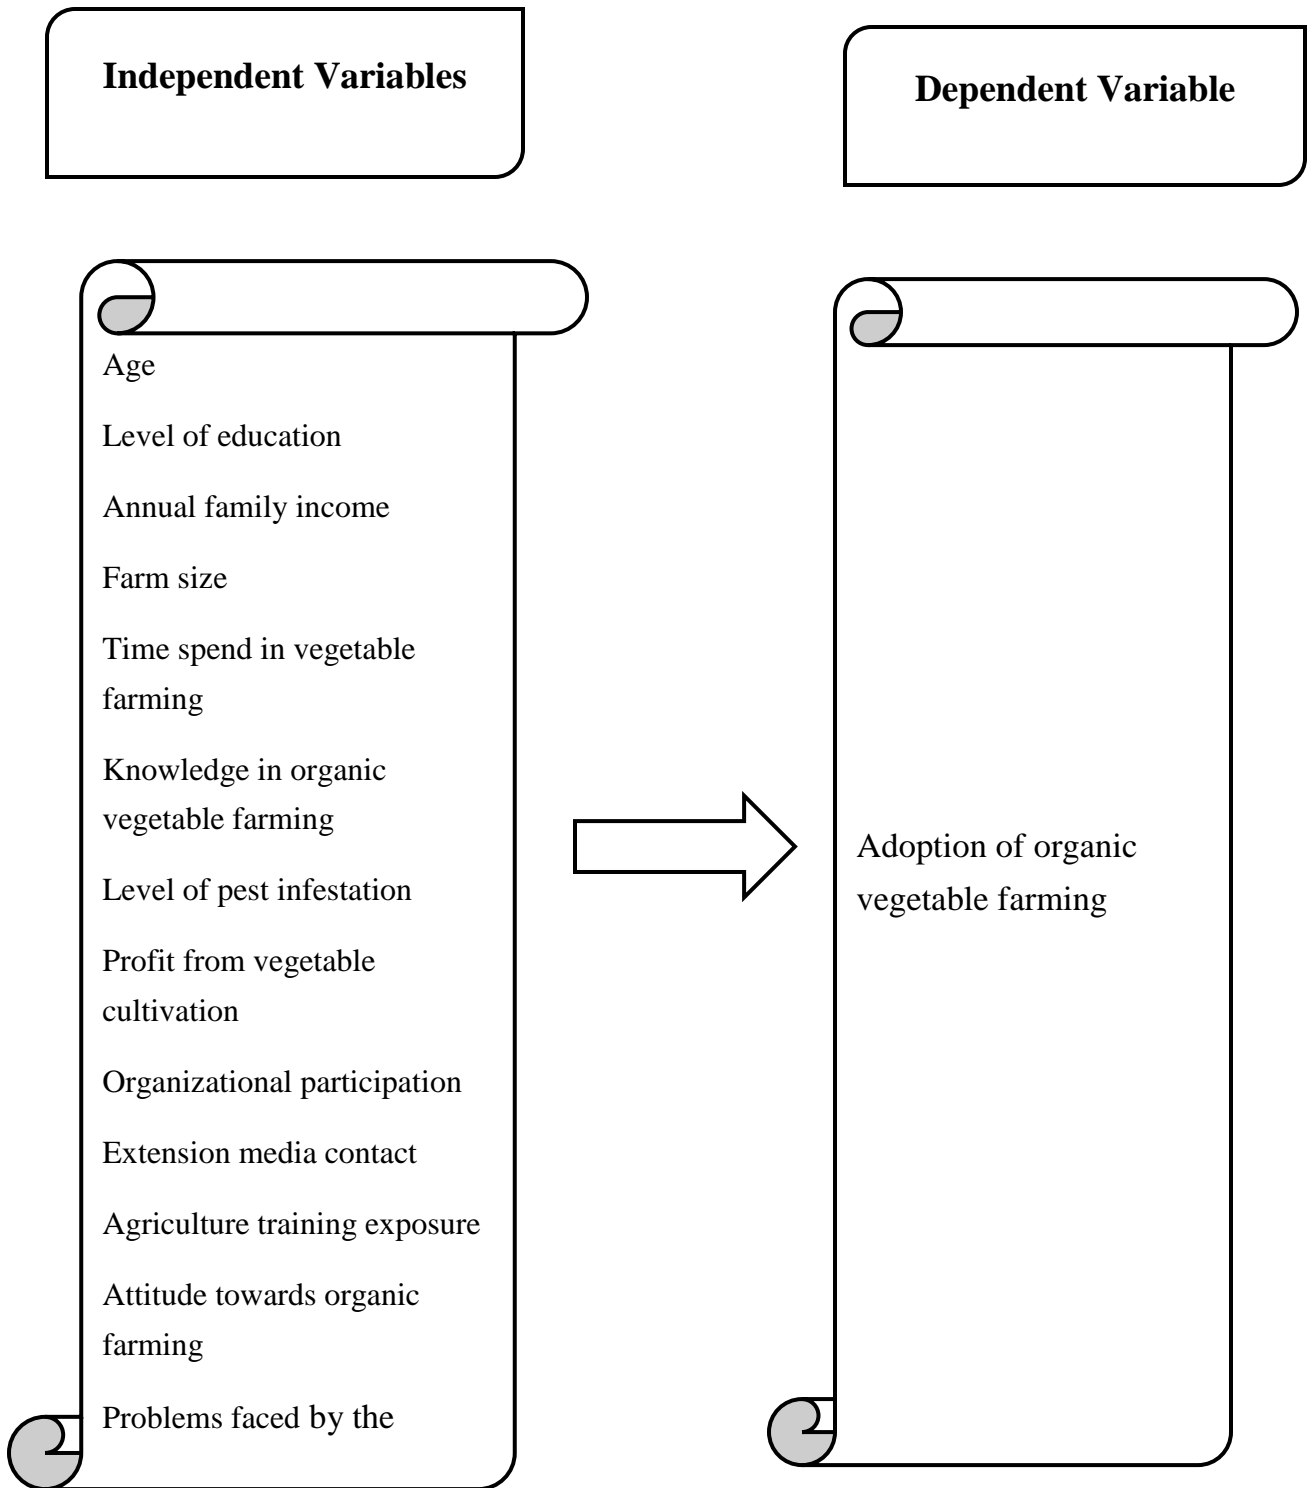 Independent Variables
Dependent Variable
Age
Level of education
Annual family income
Farm size
Time spend in vegetable
farming
Knowledge in organic
vegetable farming
Level of pest infestation
Profit from vegetable
cultivation
Organizational participation
Extension media contact
Agriculture training exposure
Attitude towards organic
farming
Problems faced by the
Adoption of organic
vegetable farming